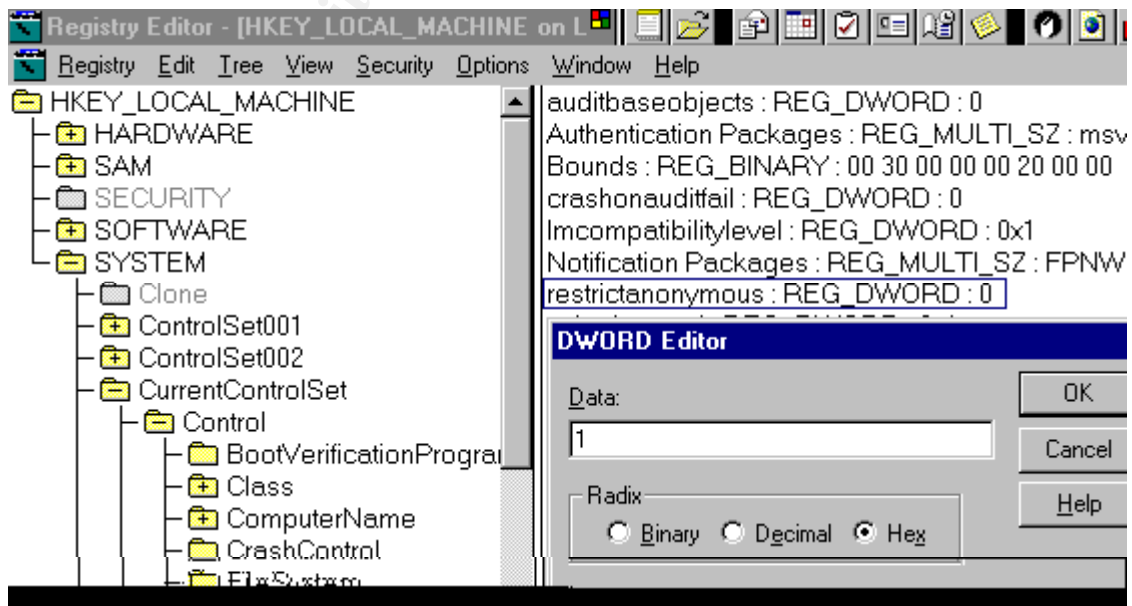 Registry Editor - [HKEY_LOCAL_MACHINE on L
Registry Edit Tree View Security Options Window Help
HKEY_LOCAL_MACHINE
HARDWARE
SAM
SECURITY
SOFTWARE
SYSTEM
Clone
ControlSet001
ControlSet002
CurrentControlSet
Control
BootVerificationProgra
Class
ComputerName
CrashControl
FileSystem
auditbaseobjects : REG_DWORD : 0
Authentication Packages : REG_MULTI_SZ : msv
Bounds : REG_BINARY : 00 30 00 00 00 20 00 00
crashonauditfail : REG_DWORD : 0
lmcompatibilitylevel : REG_DWORD : 0x1
Notification Packages : REG_MULTI_SZ : FPNW
restrictanonymous : REG_DWORD : 0
DWORD Editor
Data:
1
OK
Cancel
Help
Radix
Binary Decimal Hex